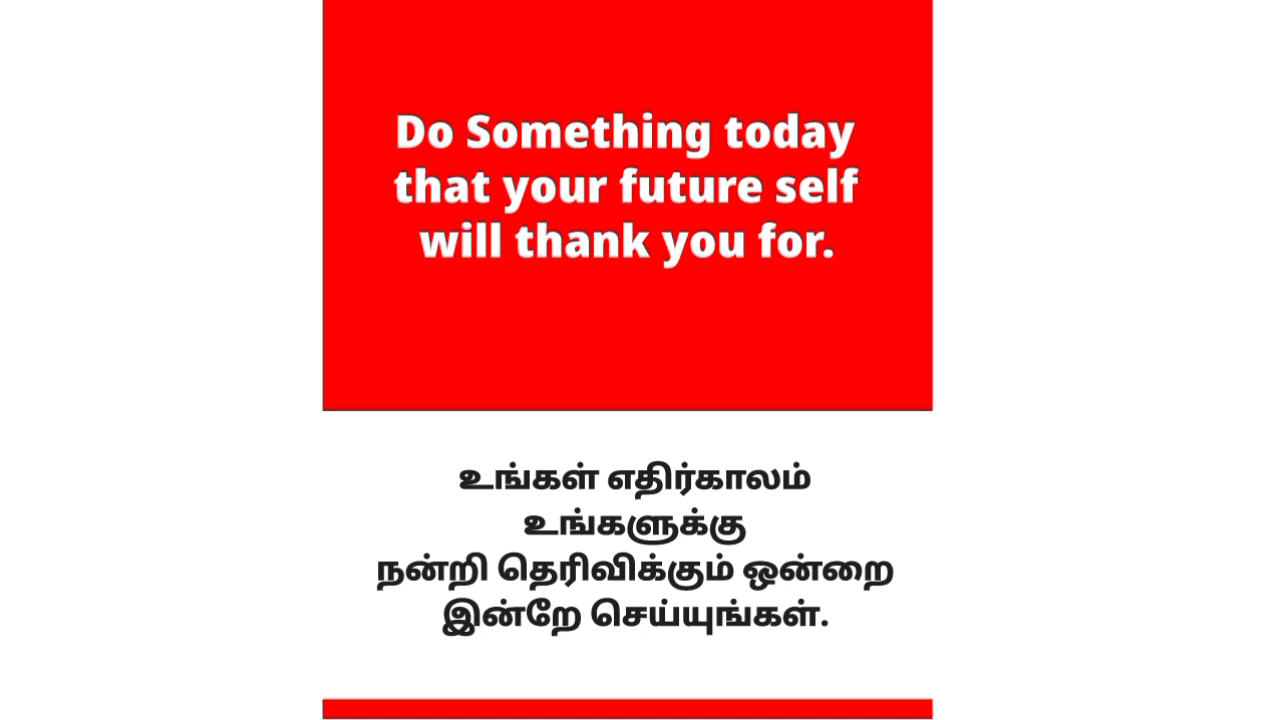 Do Something today
that your future self
will thank you for.
உங்கள் எதிர்காலம்
உங்களுக்கு
நன்றி தெரிவிக்கும் ஒன்றை
இன்றே செய்யுங்கள்.